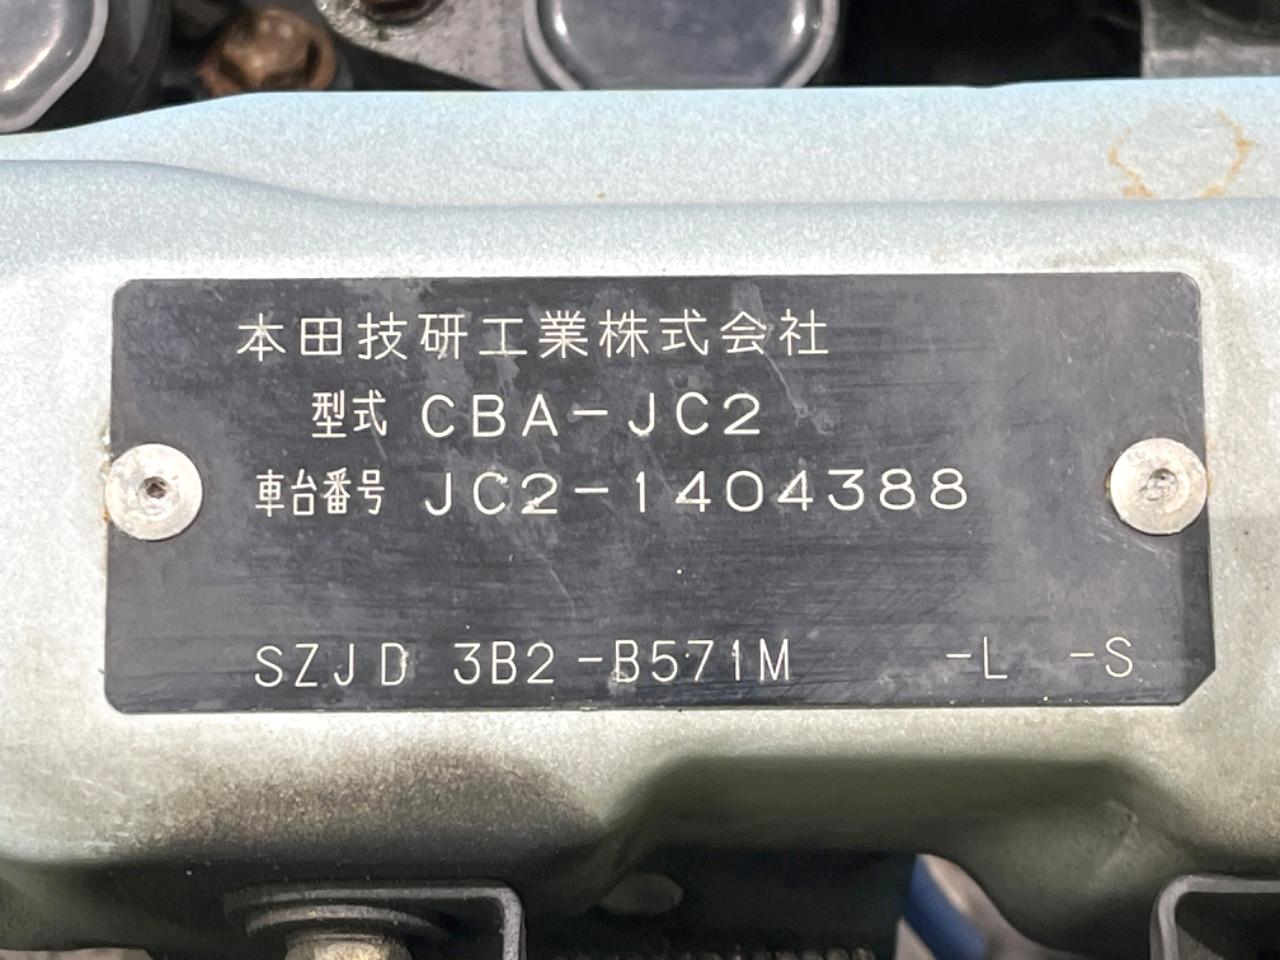 本田技研工業株式会社
型式 CBA-JC2
車台番号 JC2-1404388
SZJD 3B2-B571M -L -S